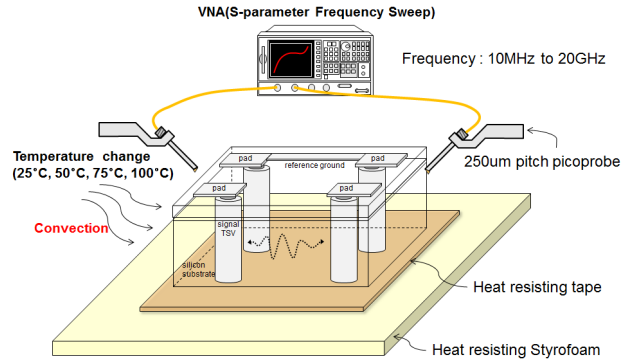 VNA(S-parameter Frequency Sweep)
Frequency : 10MHz to 20GHz
Temperature change
(25°C, 50°C, 75°C, 100°C)
Convection
250um pitch picoprobe
pad
pad
reference ground
pad
pad
signal
TSV
silicon
substrate
Heat resisting tape
Heat resisting Styrofoam